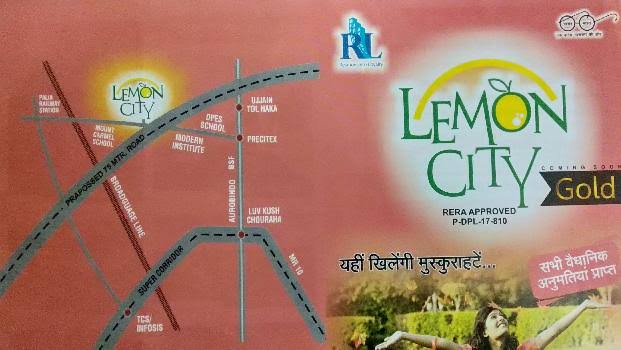 LEMON
CITY
PALIA
RAILWAY
STATION
MOUNT
CARMEL
SCHOOL
MODERN
INSTITUTE
DPES
SCHOOL
UJJAIN
TOL NAKA
PRECITEX
PRAPOSSED 75 MTR. ROAD
BROADGUAGE LINE
BSF
AUROBINDO
LUV KUSH
CHOURAHA
SUPER CORRIDOR
MR 10
TCS/
INFOSIS
RL
LEMON
CITY
COMING SOON
Gold
RERA APPROVED
P-DPL-17-810
यहीं खिलेंगी मुस्कुराहटें...
सभी वैधानिक
अनुमतियां प्राप्त